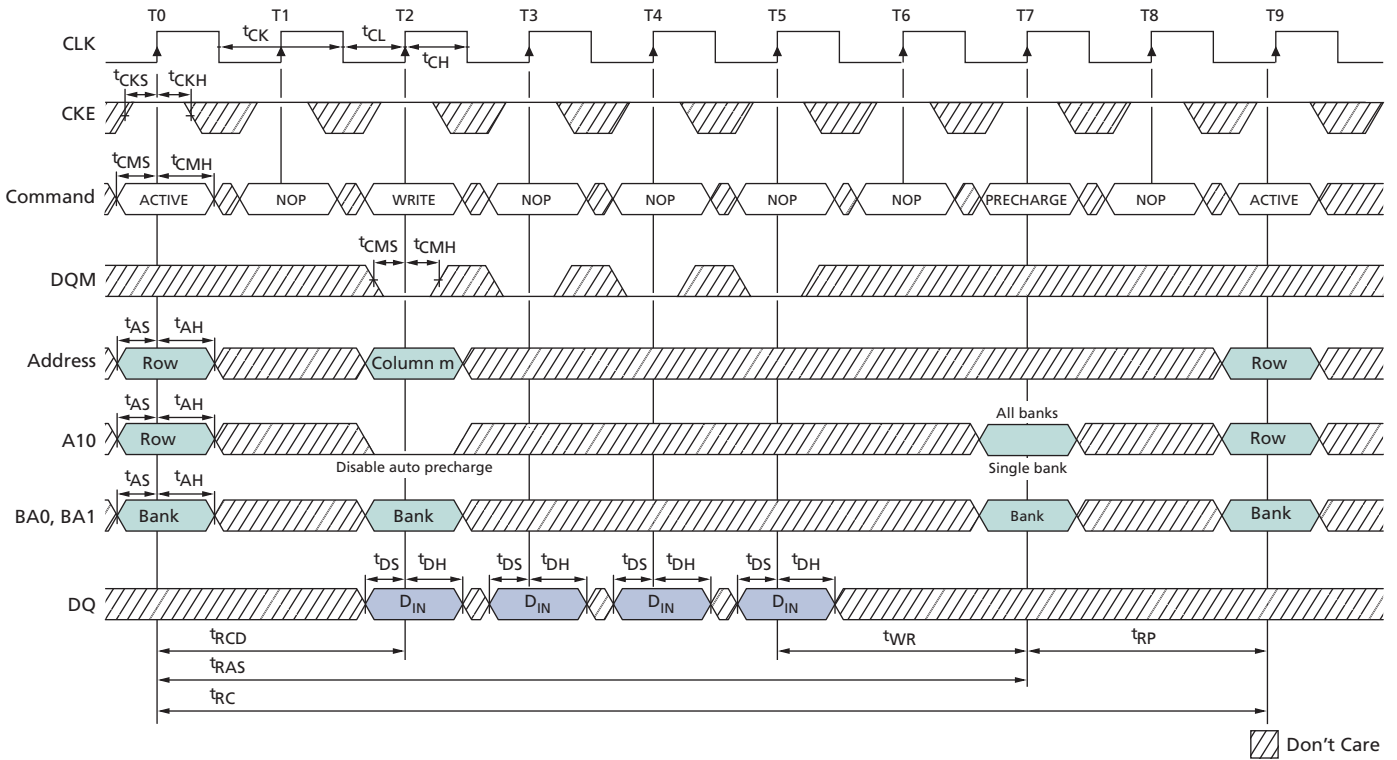 T0 T1 T2 T3 T4 T5 T6 T7 T8 T9
CLK tCK tCL tCH
tCKS tCKH
CKE
tCMS tCMH
Command ACTIVE NOP WRITE NOP NOP NOP NOP PRECHARGE NOP ACTIVE
tCMS tCMH
DQM
tAS tAH
Address Row Column m Row
tAS tAH All banks
A10 Row Row
Disable auto precharge Single bank
tAS tAH
BA0, BA1 Bank Bank Bank Bank
tDS tDH tDS tDH tDS tDH tDS tDH
DQ DIN DIN DIN DIN
tRCD tWR tRP
tRAS
tRC
Don't Care